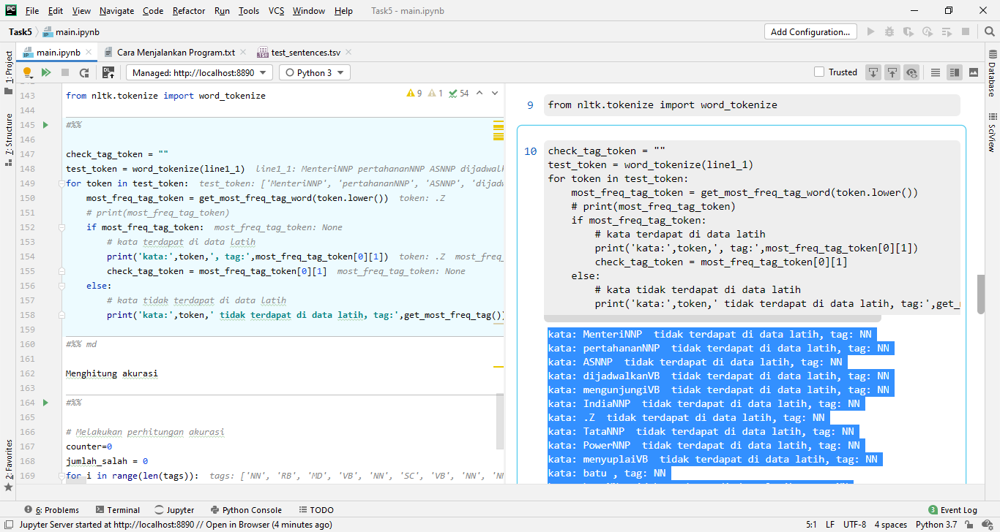 PC File Edit View Navigate Code Refactor Run Tools VCS Window Help Task5 - main.ipynb
Task5 main.ipynb Add Configuration...
main.ipynb Cara Menjalankan Program.txt test_sentences.tsv
Managed: http://localhost:8890 Python 3 Trusted
1: Project
7: Structure
2: Favorites
143 from nltk.tokenize import word_tokenize 9 1 54
144
145 #%%
146
147 check_tag_token = ""
148 test_token = word_tokenize(line1_1) line1_1: MenteriNNP pertahananNNP ASNNP dijadwalk
149 for token in test_token: test_token: ['MenteriNNP', 'pertahananNNP', 'ASNNP', 'dijadw
150 most_freq_tag_token = get_most_freq_tag_word(token.lower()) token: .Z
151 # print(most_freq_tag_token)
152 if most_freq_tag_token: most_freq_tag_token: None
153 # kata terdapat di data latih
154 print('kata:',token,', tag:',most_freq_tag_token[0][1]) token: .Z most_freq_
155 check_tag_token = most_freq_tag_token[0][1] most_freq_tag_token: None
156 else:
157 # kata tidak terdapat di data latih
158 print('kata:',token,' tidak terdapat di data latih, tag:',get_most_freq_tag())
159
160 #%% md
161
162 Menghitung akurasi
163
164 #%%
165
166 # Melakukan perhitungan akurasi
167 counter=0
168 jumlah_salah = 0
169 for i in range(len(tags)): tags: ['NN', 'RB', 'MD', 'VB', 'NN', 'SC', 'VB', 'NN', 'NN
9 from nltk.tokenize import word_tokenize
10 check_tag_token = ""
test_token = word_tokenize(line1_1)
for token in test_token:
most_freq_tag_token = get_most_freq_tag_word(token.lower())
# print(most_freq_tag_token)
if most_freq_tag_token:
# kata terdapat di data latih
print('kata:',token,', tag:',most_freq_tag_token[0][1])
check_tag_token = most_freq_tag_token[0][1]
else:
# kata tidak terdapat di data latih
print('kata:',token,' tidak terdapat di data latih, tag:',get_
kata: MenteriNNP tidak terdapat di data latih, tag: NN
kata: pertahananNNP tidak terdapat di data latih, tag: NN
kata: ASNNP tidak terdapat di data latih, tag: NN
kata: dijadwalkanVB tidak terdapat di data latih, tag: NN
kata: mengunjungiVB tidak terdapat di data latih, tag: NN
kata: IndiaNNP tidak terdapat di data latih, tag: NN
kata: .Z tidak terdapat di data latih, tag: NN
kata: TataNNP tidak terdapat di data latih, tag: NN
kata: PowerNNP tidak terdapat di data latih, tag: NN
kata: menyuplaiVB tidak terdapat di data latih, tag: NN
kata: batu , tag: NN
Database
SciView
6: Problems Terminal Jupyter Python Console TODO 3 Event Log
Jupyter Server started at http://localhost:8890 // Open in Browser (4 minutes ago) 5:1 LF UTF-8 4 spaces Python 3.7